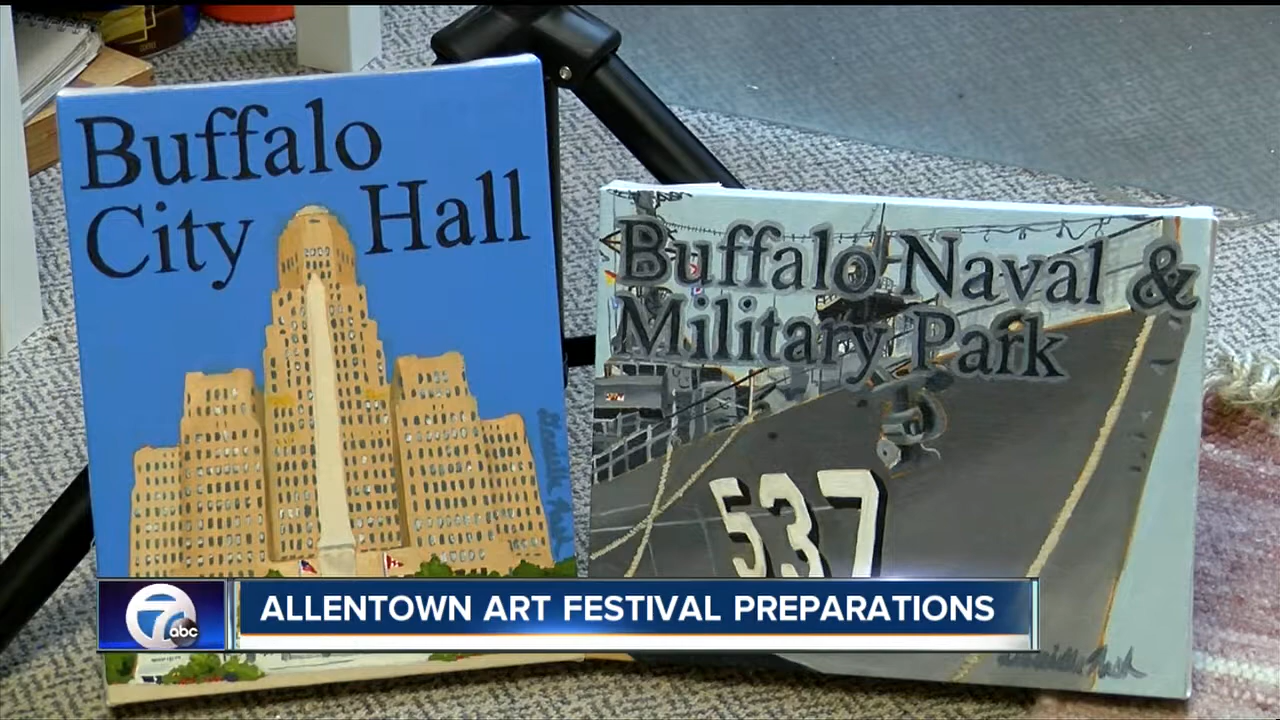 Buffalo
City Hall
Buffalo Naval &
Military Park
537
7 abc
ALLENTOWN ART FESTIVAL PREPARATIONS